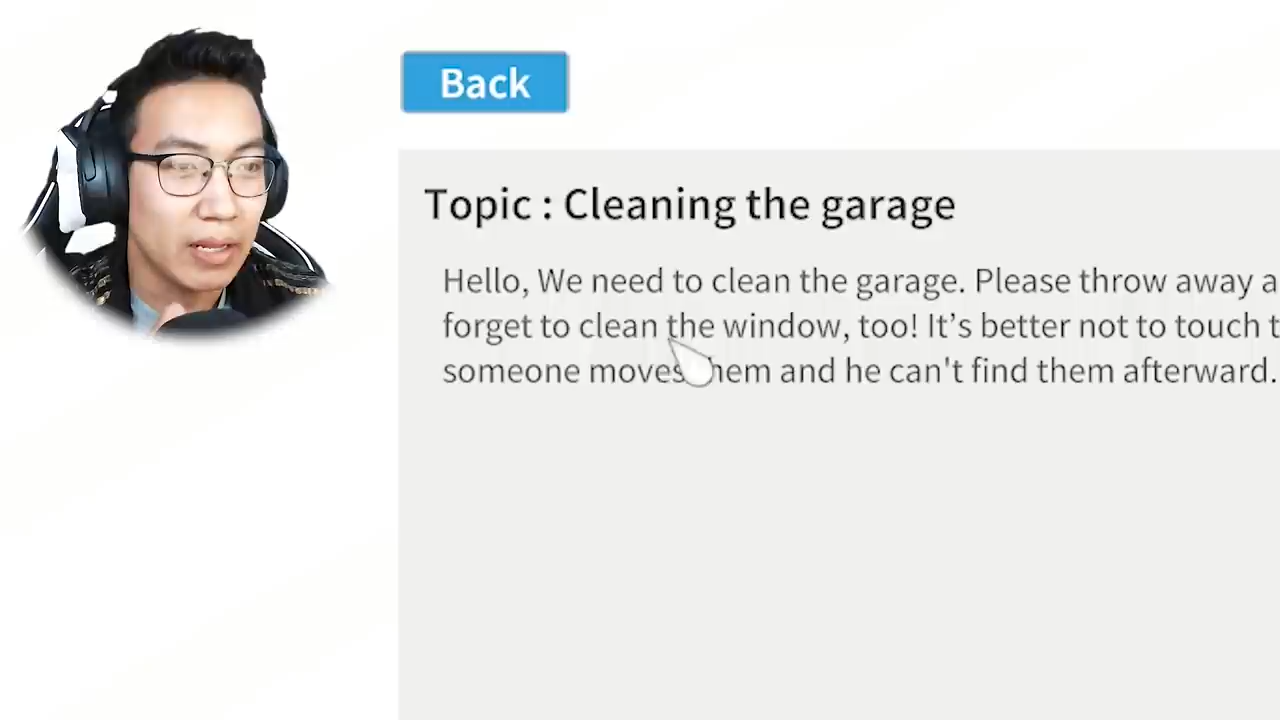 Back
Topic : Cleaning the garage
Hello, We need to clean the garage. Please throw away a
forget to clean the window, too! It’s better not to touch t
someone moves them and he can't find them afterward.